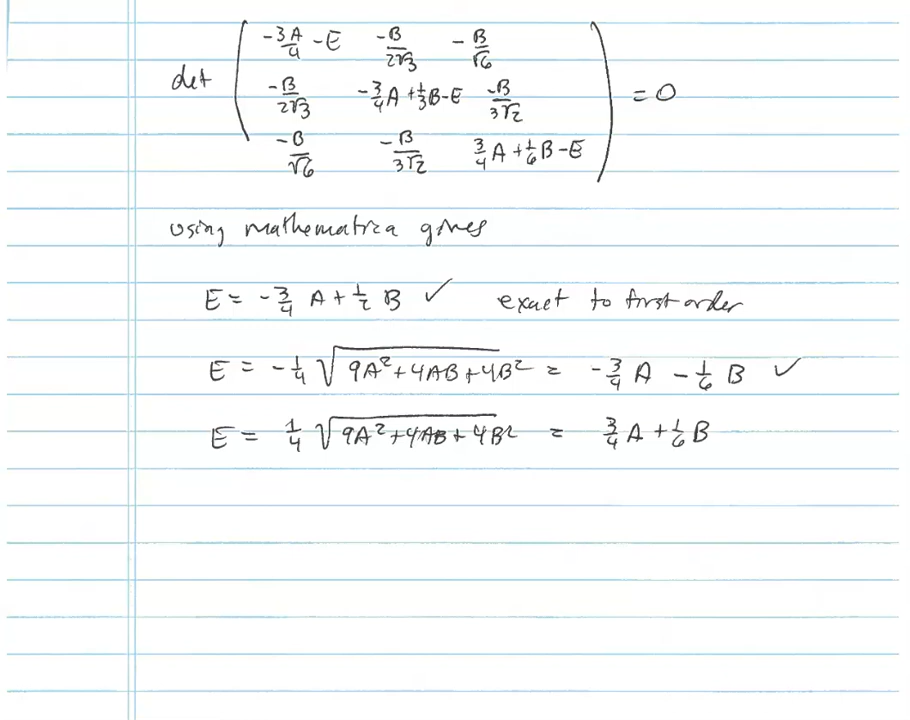 det ( -3A/4 - E   -B/2√3   -B/√6
-B/2√3   -3/4 A + 1/3 B - E   -B/3√2
-B/√6   -B/3√2   3/4 A + 1/6 B - E ) = 0
using mathematica gives
E = -3/4 A + 1/2 B ✓ exact to first order
E = -1/4 √(9A² + 4AB + 4B²) = -3/4 A - 1/6 B ✓
E = 1/4 √(9A² + 4AB + 4B²) = 3/4 A + 1/6 B